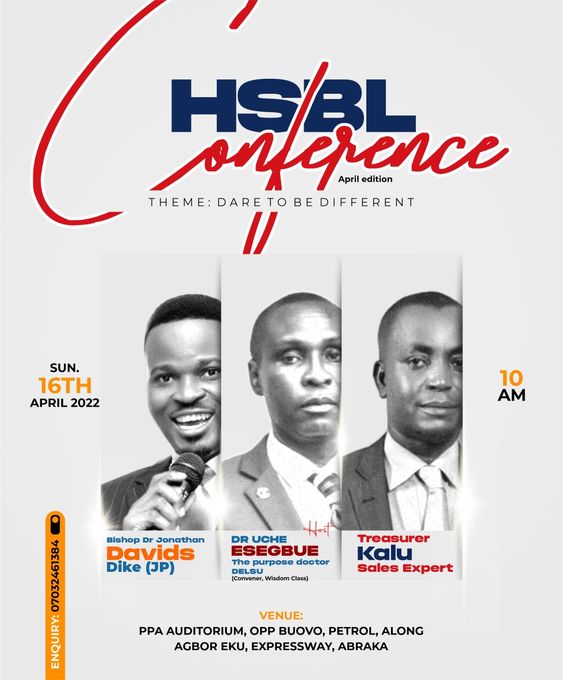 HSBL
Conference
April edition
THEME: DARE TO BE DIFFERENT
SUN.
16TH
APRIL 2022
10
AM
Bishop Dr Jonathan
Davids
Dike (JP)
Host
DR UCHE
ESEGBUE
The purpose doctor
DELSU
(Convener, Wisdom Class)
Treasurer
Kalu
Sales Expert
ENQUIRY: 07032461384
VENUE:
PPA AUDITORIUM, OPP BUOVO, PETROL, ALONG
AGBOR EKU, EXPRESSWAY, ABRAKA